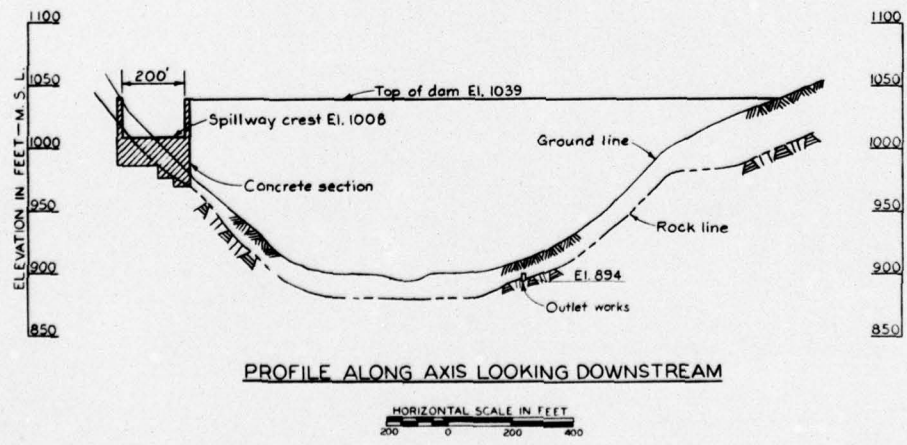 1100
1050
1000
950
900
850
ELEVATION IN FEET—M. S. L.
200'
Top of dam El. 1039
Spillway crest El. 1008
Concrete section
Ground line
Rock line
El. 894
Outlet works
1100
1050
1000
950
900
850
PROFILE ALONG AXIS LOOKING DOWNSTREAM
HORIZONTAL SCALE IN FEET
200 0 200 400